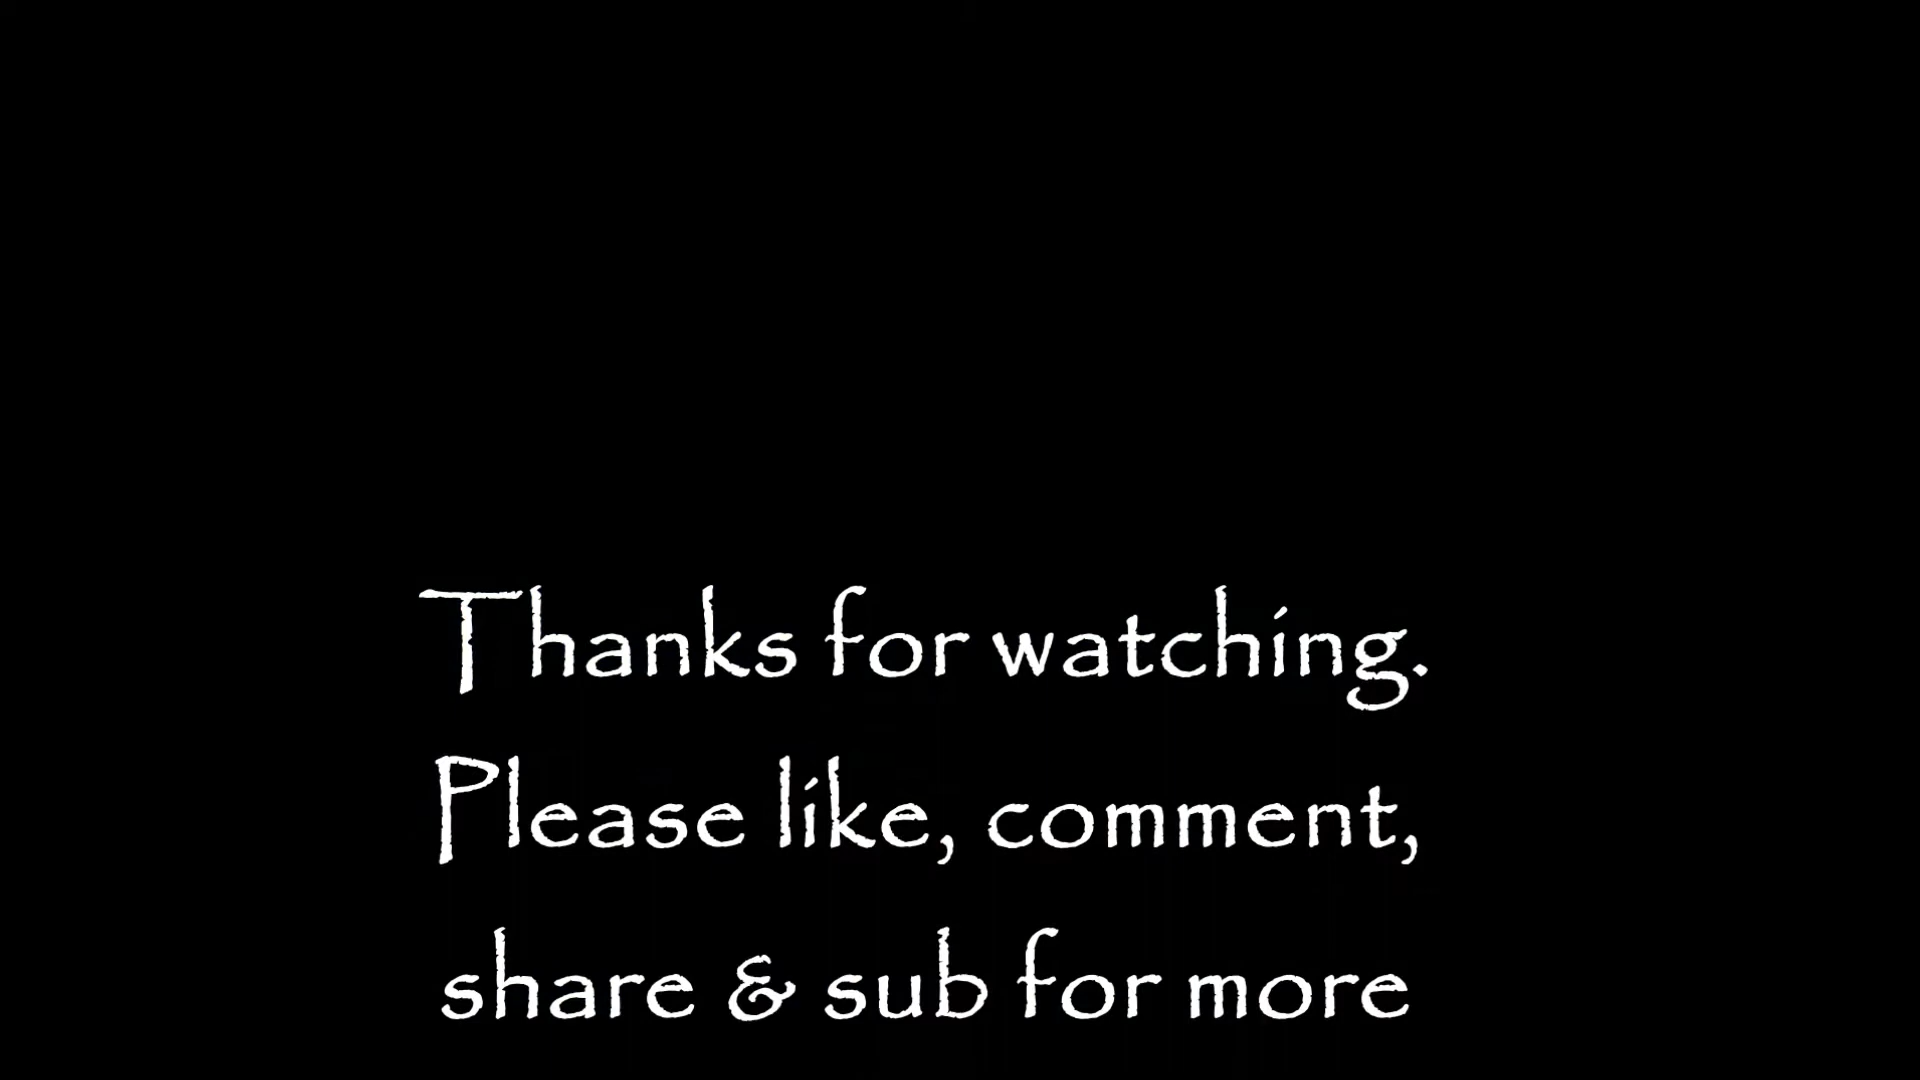 Thanks for watching.
Please like, comment,
share & sub for more